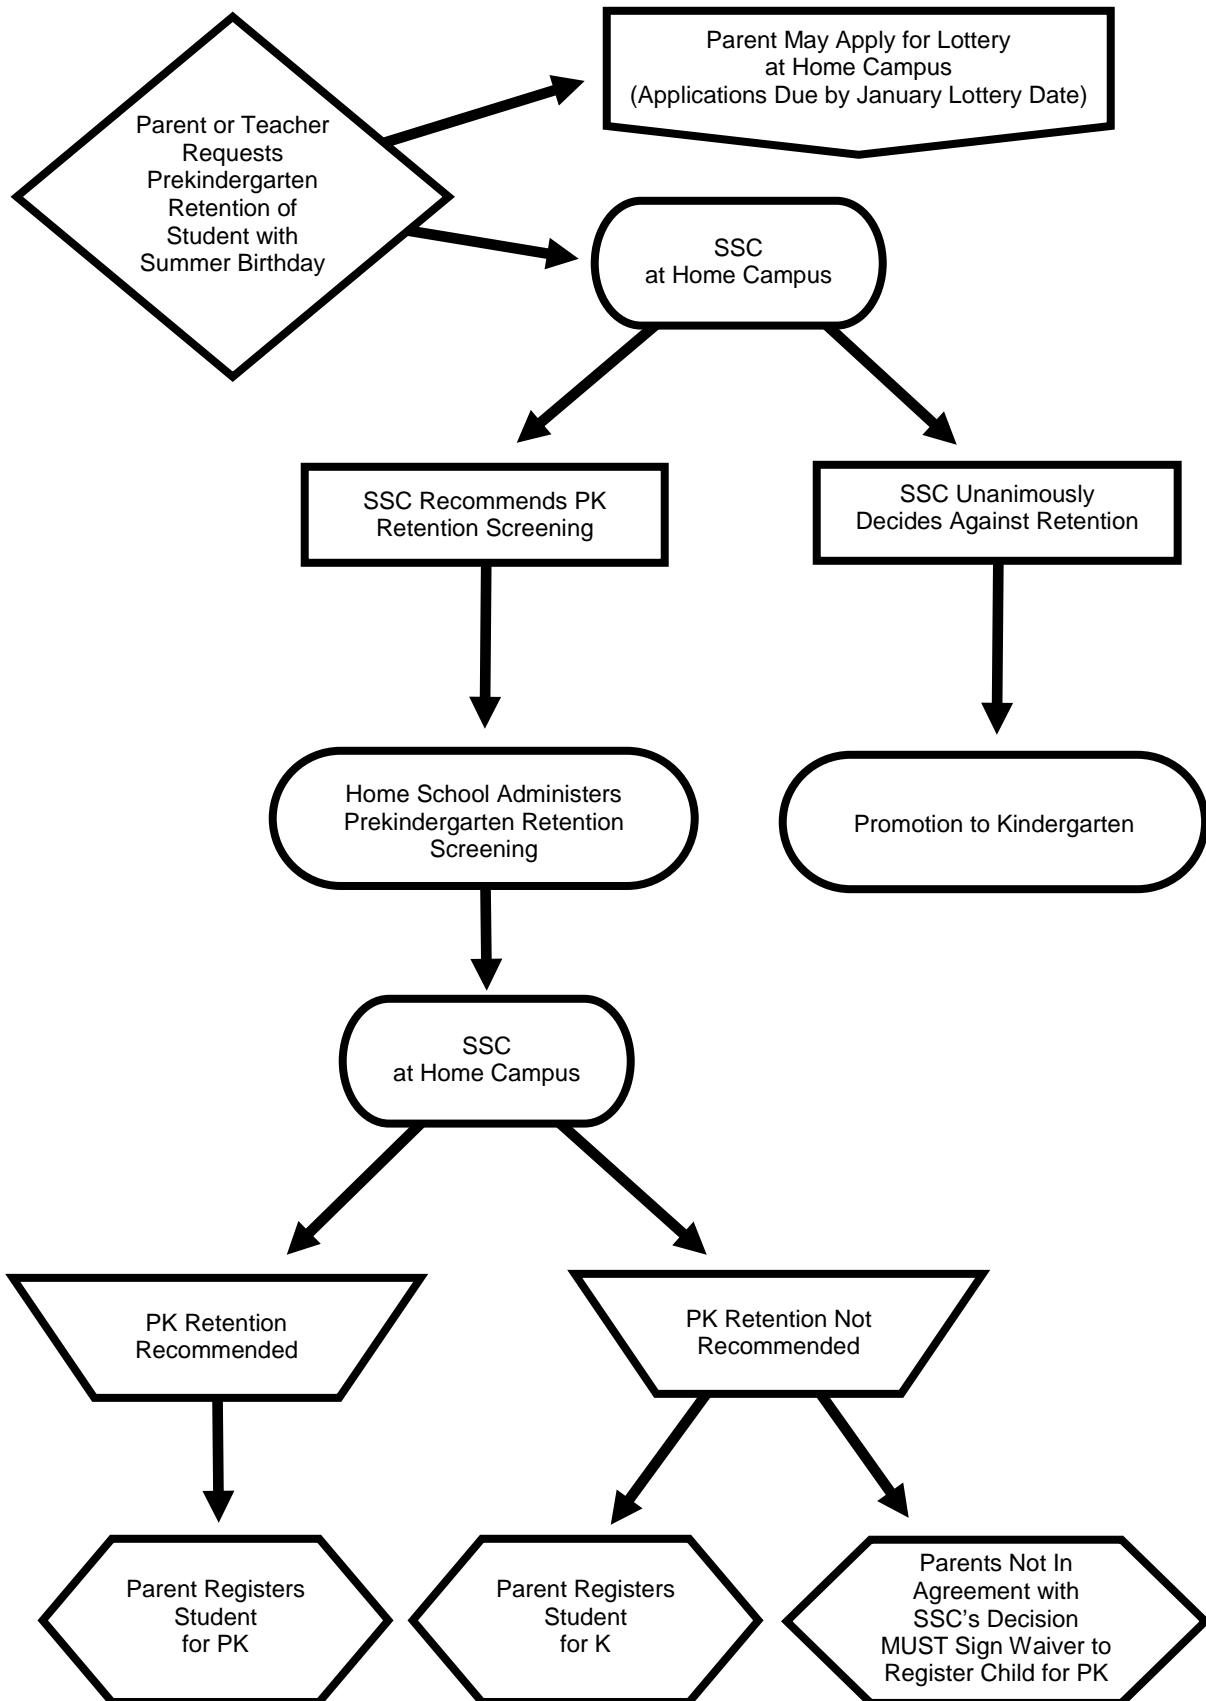 Parent or Teacher
Requests
Prekindergarten
Retention of
Student with
Summer Birthday
Parent May Apply for Lottery
at Home Campus
(Applications Due by January Lottery Date)
SSC
at Home Campus
SSC Recommends PK
Retention Screening
SSC Unanimously
Decides Against Retention
Home School Administers
Prekindergarten Retention
Screening
Promotion to Kindergarten
SSC
at Home Campus
PK Retention
Recommended
PK Retention Not
Recommended
Parent Registers
Student
for PK
Parent Registers
Student
for K
Parents Not In
Agreement with
SSC’s Decision
MUST Sign Waiver to
Register Child for PK